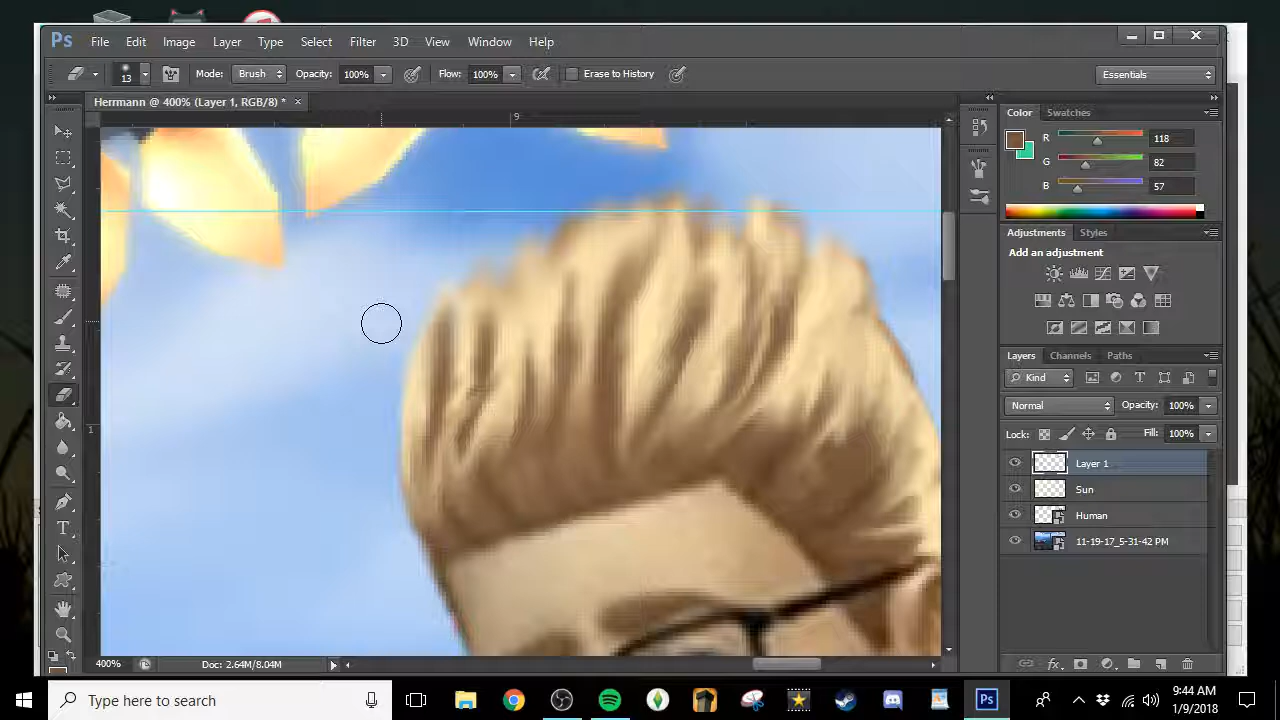 Ps File Edit Image Layer Type Select Filter 3D View Window Help
13 Mode: Brush Opacity: 100% Flow: 100% Erase to History Essentials
Herrmann @ 400% (Layer 1, RGB/8) * ×
9
1
Color Swatches
R 118
G 82
B 57
Adjustments Styles
Add an adjustment
Layers Channels Paths
Kind
Normal Opacity: 100%
Lock: Fill: 100%
Layer 1
Sun
Human
11-19-17_5-31-42 PM
400% Doc: 2.64M/8.04M
Type here to search
Ps
9:44 AM
1/9/2018